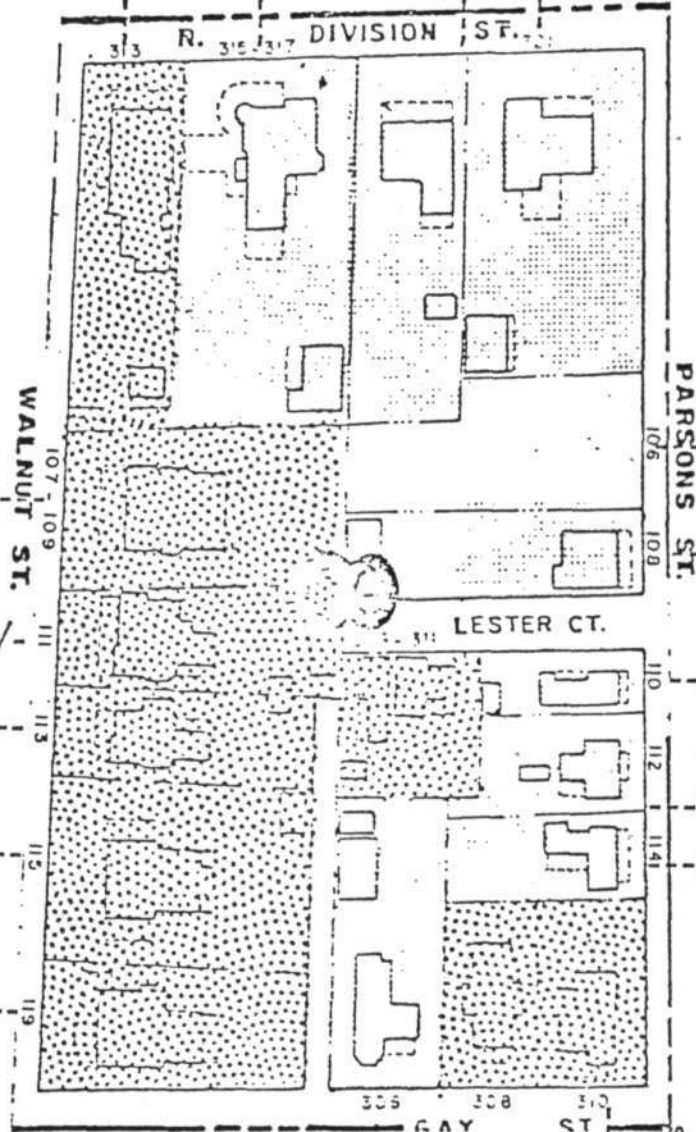 R. DIVISION ST.
313 315 317
WALNUT ST.
107 - 109
111
113
115
119
PARSONS ST.
106
108
110
112
114
LESTER CT.
311
306 308 310
GAY ST.